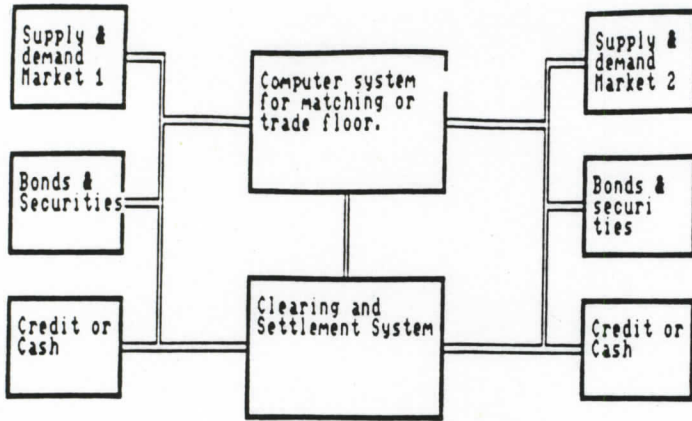 Supply &
demand
Market 1
Computer system
for matching or
trade floor.
Supply &
demand
Market 2
Bonds &
Securities
Bonds &
securi
ties
Credit or
Cash
Clearing and
Settlement System
Credit or
Cash